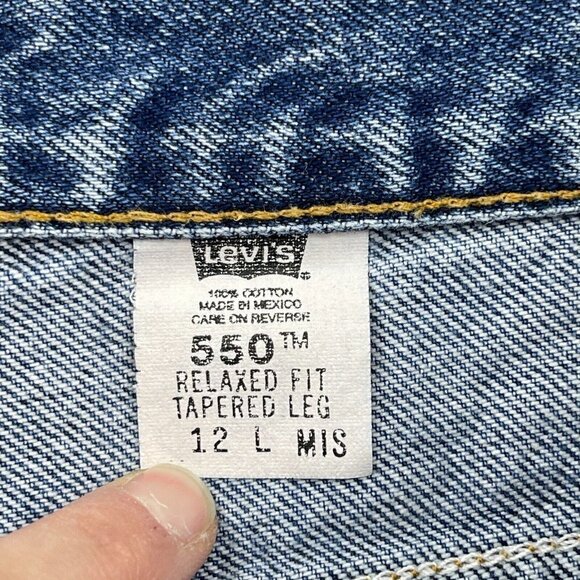 Levi's ®
100% COTTON
MADE IN MEXICO
CARE ON REVERSE
550™
RELAXED FIT
TAPERED LEG
12 L MIS